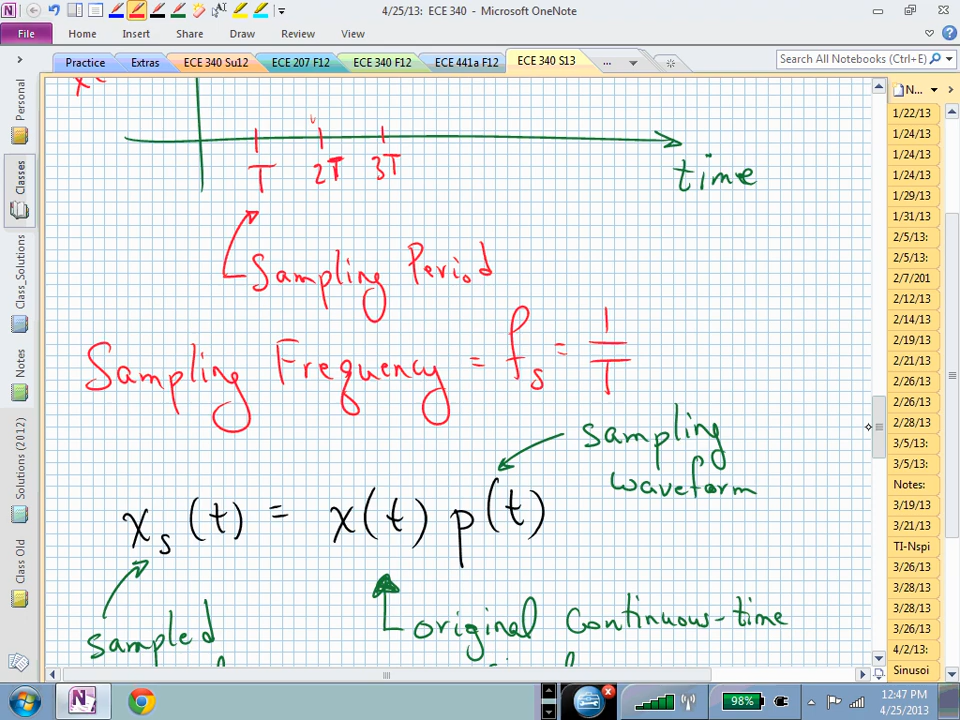 4/25/13: ECE 340 - Microsoft OneNote
File Home Insert Share Draw Review View
Practice Extras ECE 340 Su12 ECE 207 F12 ECE 340 F12 ECE 441a F12 ECE 340 S13 ...
Search All Notebooks (Ctrl+E)
Personal
Classes
Class_Solutions
Notes
Solutions (2012)
Class Old
T 2T 3T
time
Sampling Period
Sampling Frequency = fs = 1/T
sampling
waveform
xs (t) = x(t) p(t)
sampled
original continuous-time
N...
1/22/13
1/24/13
1/24/13
1/24/13
1/29/13
1/31/13
2/5/13:
2/5/13:
2/7/201
2/12/13
2/14/13
2/19/13
2/21/13
2/26/13
2/26/13
2/28/13
3/5/13:
3/5/13:
Notes:
3/19/13
3/21/13
TI-Nspi
3/26/13
3/28/13
3/28/13
3/26/13
4/2/13:
Sinusoi
98%
12:47 PM
4/25/2013